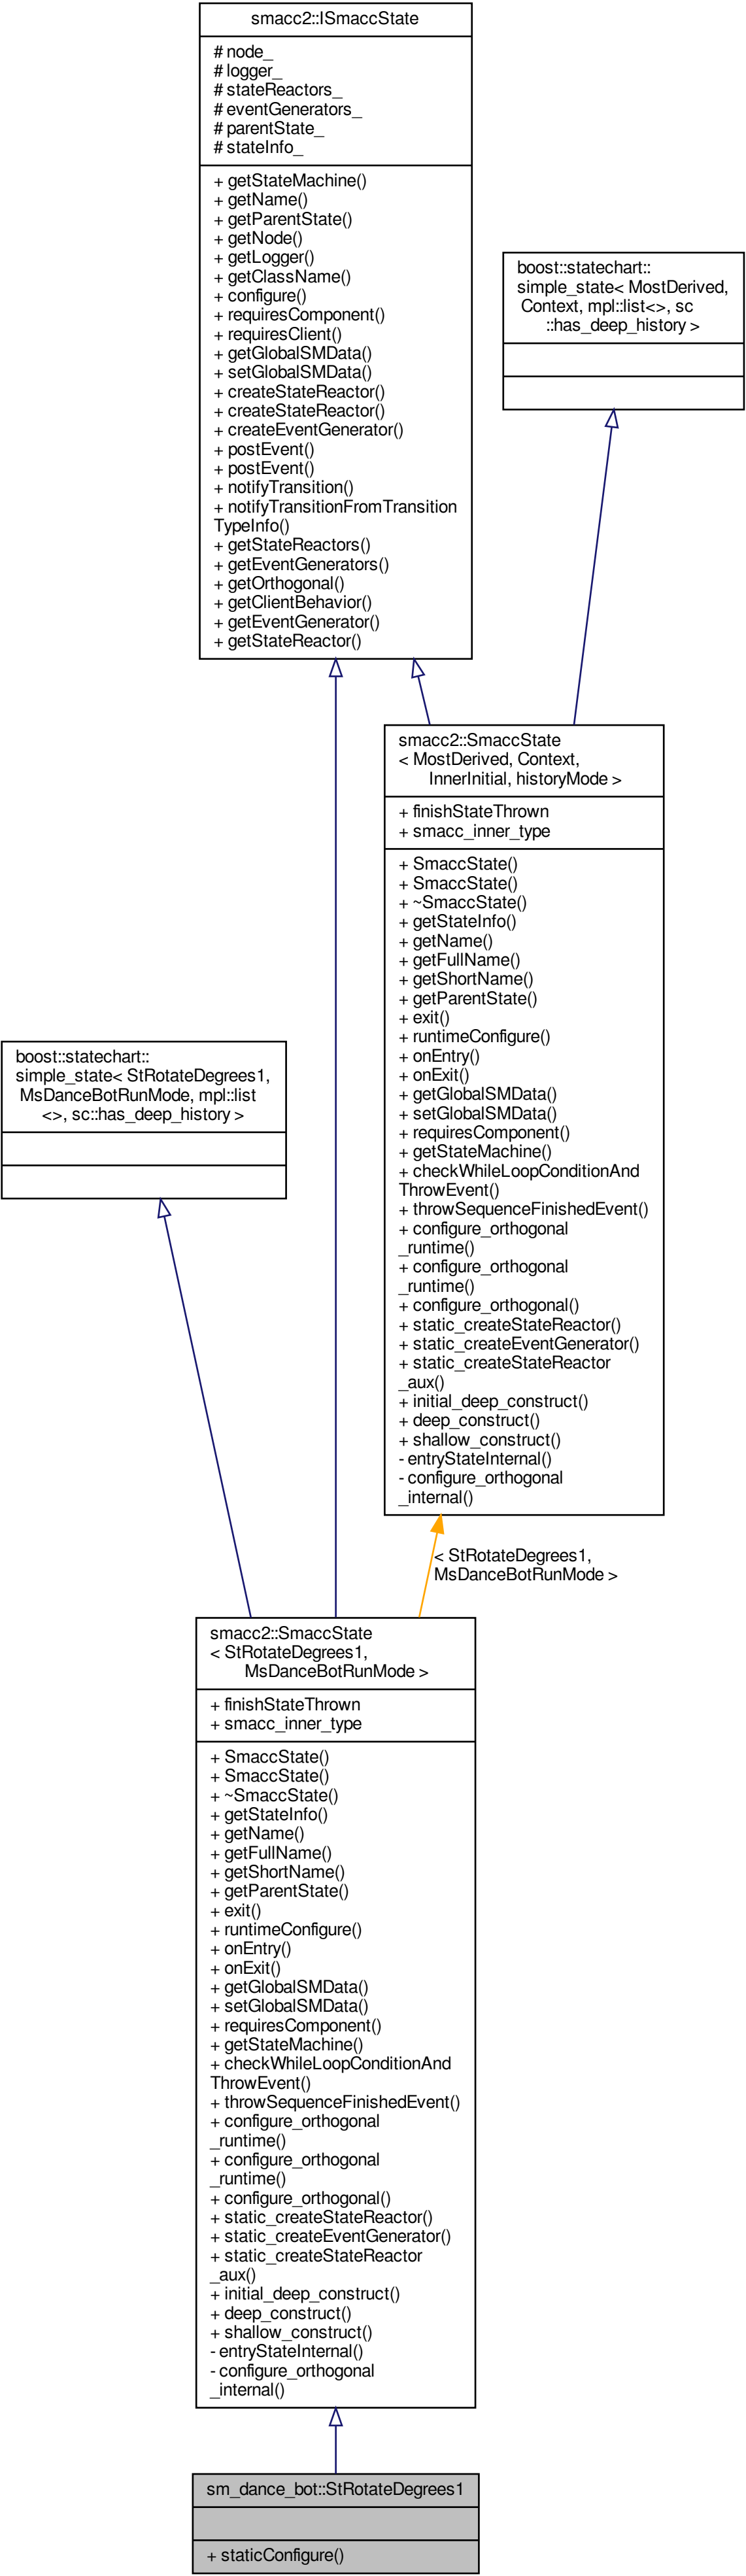 smacc2::ISmaccState
# node_
# logger_
# stateReactors_
# eventGenerators_
# parentState_
# stateInfo_
+ getStateMachine()
+ getName()
+ getParentState()
+ getNode()
+ getLogger()
+ getClassName()
+ configure()
+ requiresComponent()
+ requiresClient()
+ getGlobalSMData()
+ setGlobalSMData()
+ createStateReactor()
+ createStateReactor()
+ createEventGenerator()
+ postEvent()
+ postEvent()
+ notifyTransition()
+ notifyTransitionFromTransition
TypeInfo()
+ getStateReactors()
+ getEventGenerators()
+ getOrthogonal()
+ getClientBehavior()
+ getEventGenerator()
+ getStateReactor()
boost::statechart::
simple_state< MostDerived,
Context, mpl::list<>, sc
::has_deep_history >
smacc2::SmaccState
< MostDerived, Context,
InnerInitial, historyMode >
+ finishStateThrown
+ smacc_inner_type
+ SmaccState()
+ SmaccState()
+ ~SmaccState()
+ getStateInfo()
+ getName()
+ getFullName()
+ getShortName()
+ getParentState()
+ exit()
+ runtimeConfigure()
+ onEntry()
+ onExit()
+ getGlobalSMData()
+ setGlobalSMData()
+ requiresComponent()
+ getStateMachine()
+ checkWhileLoopConditionAnd
ThrowEvent()
+ throwSequenceFinishedEvent()
+ configure_orthogonal
_runtime()
+ configure_orthogonal
_runtime()
+ configure_orthogonal()
+ static_createStateReactor()
+ static_createEventGenerator()
+ static_createStateReactor
_aux()
+ initial_deep_construct()
+ deep_construct()
+ shallow_construct()
- entryStateInternal()
- configure_orthogonal
_internal()
boost::statechart::
simple_state< StRotateDegrees1,
MsDanceBotRunMode, mpl::list
<>, sc::has_deep_history >
< StRotateDegrees1,
MsDanceBotRunMode >
smacc2::SmaccState
< StRotateDegrees1,
MsDanceBotRunMode >
+ finishStateThrown
+ smacc_inner_type
+ SmaccState()
+ SmaccState()
+ ~SmaccState()
+ getStateInfo()
+ getName()
+ getFullName()
+ getShortName()
+ getParentState()
+ exit()
+ runtimeConfigure()
+ onEntry()
+ onExit()
+ getGlobalSMData()
+ setGlobalSMData()
+ requiresComponent()
+ getStateMachine()
+ checkWhileLoopConditionAnd
ThrowEvent()
+ throwSequenceFinishedEvent()
+ configure_orthogonal
_runtime()
+ configure_orthogonal
_runtime()
+ configure_orthogonal()
+ static_createStateReactor()
+ static_createEventGenerator()
+ static_createStateReactor
_aux()
+ initial_deep_construct()
+ deep_construct()
+ shallow_construct()
- entryStateInternal()
- configure_orthogonal
_internal()
sm_dance_bot::StRotateDegrees1
+ staticConfigure()